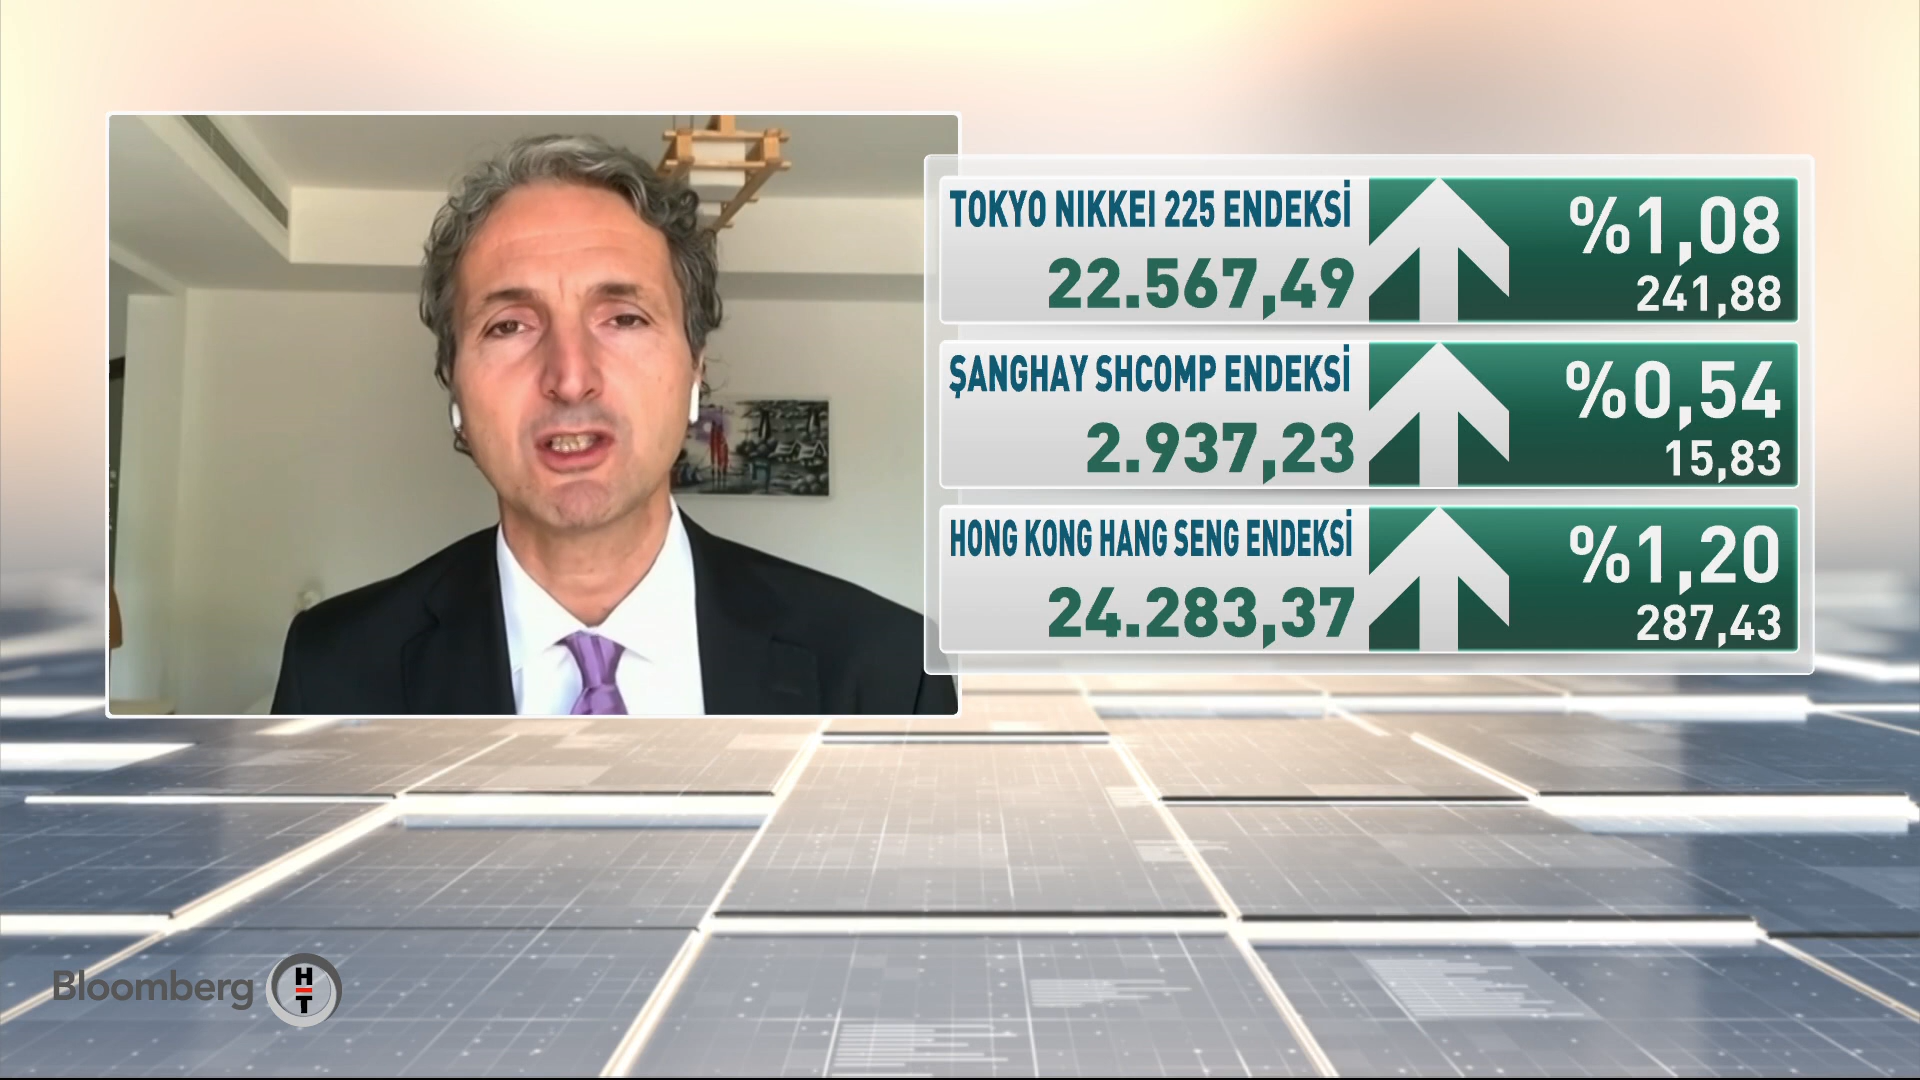 TOKYO NIKKEI 225 ENDEKSİ
22.567,49
%1,08
241,88
ŞANGHAY SHCOMP ENDEKSİ
2.937,23
%0,54
15,83
HONG KONG HANG SENG ENDEKSİ
24.283,37
%1,20
287,43
Bloomberg HT